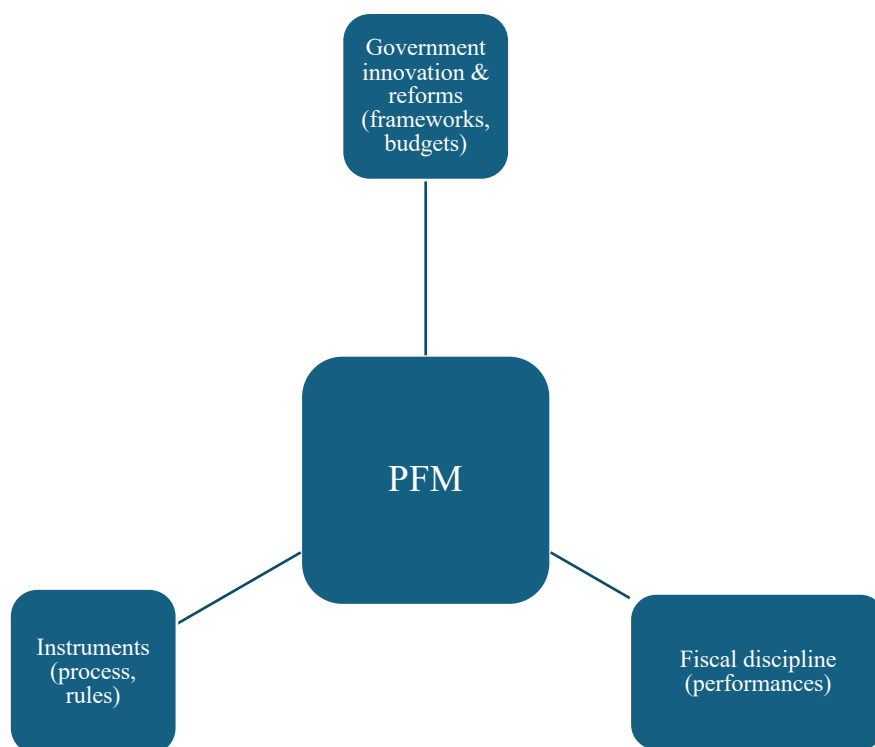 Government
innovation &
reforms
(frameworks,
budgets)
PFM
Instruments
(process,
rules)
Fiscal discipline
(performances)